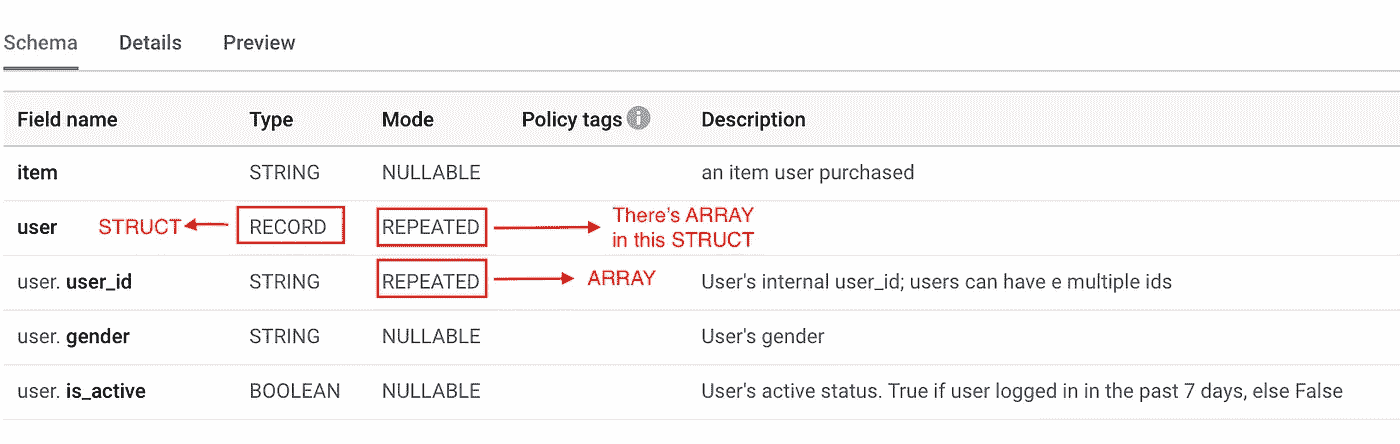 Schema Details Preview
Field name Type Mode Policy tags Description
item STRING NULLABLE an item user purchased
user STRUCT RECORD REPEATED There's ARRAY
in this STRUCT
user. user_id STRING REPEATED ARRAY User's internal user_id; users can have e multiple ids
user. gender STRING NULLABLE User's gender
user. is_active BOOLEAN NULLABLE User's active status. True if user logged in in the past 7 days, else False